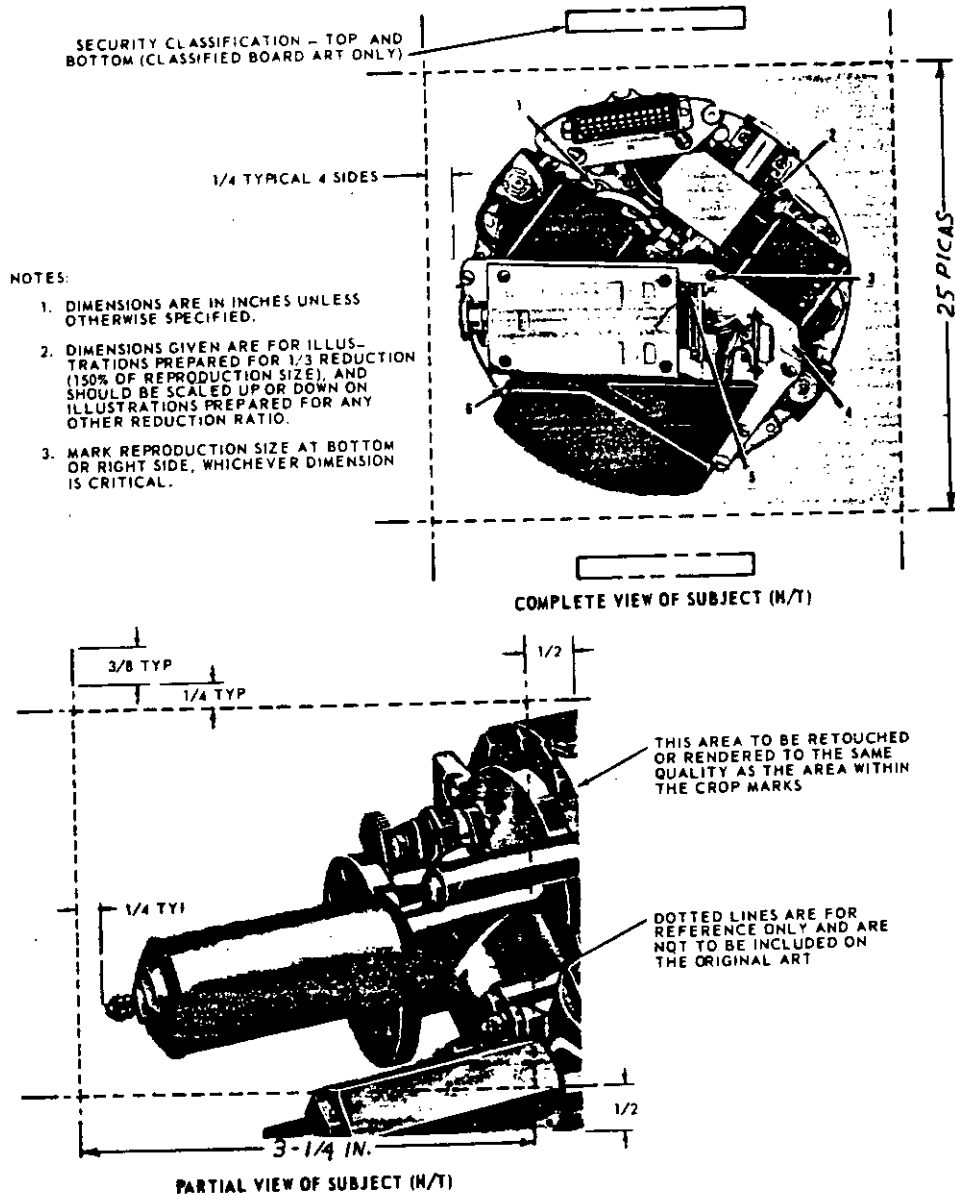 SECURITY CLASSIFICATION – TOP AND
BOTTOM (CLASSIFIED BOARD ART ONLY)
1/4 TYPICAL 4 SIDES
1
2
3
4
5
6
25 PICAS
NOTES:
1. DIMENSIONS ARE IN INCHES UNLESS
OTHERWISE SPECIFIED.
2. DIMENSIONS GIVEN ARE FOR ILLUS-
TRATIONS PREPARED FOR 1/3 REDUCTION
(150% OF REPRODUCTION SIZE), AND
SHOULD BE SCALED UP OR DOWN ON
ILLUSTRATIONS PREPARED FOR ANY
OTHER REDUCTION RATIO.
3. MARK REPRODUCTION SIZE AT BOTTOM
OR RIGHT SIDE, WHICHEVER DIMENSION
IS CRITICAL.
COMPLETE VIEW OF SUBJECT (H/T)
3/8 TYP
1/4 TYP
1/2
THIS AREA TO BE RETOUCHED
OR RENDERED TO THE SAME
QUALITY AS THE AREA WITHIN
THE CROP MARKS
1/4 TYI
DOTTED LINES ARE FOR
REFERENCE ONLY AND ARE
NOT TO BE INCLUDED ON
THE ORIGINAL ART
1/2
3-1/4 IN.
PARTIAL VIEW OF SUBJECT (H/T)